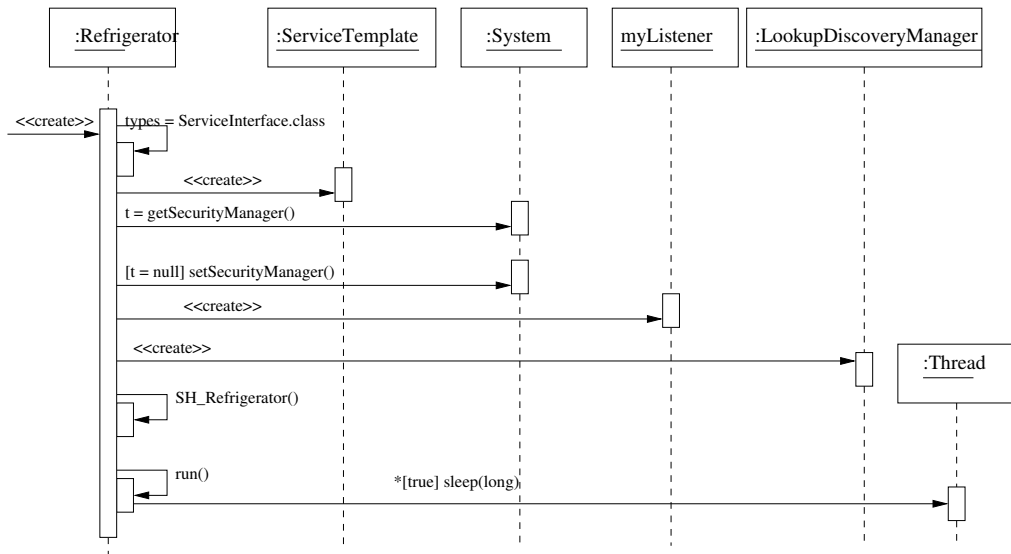 :Refrigerator
:ServiceTemplate
:System
myListener
:LookupDiscoveryManager
<<create>>
types = ServiceInterface.class
<<create>>
t = getSecurityManager()
[t = null] setSecurityManager()
<<create>>
<<create>>
:Thread
SH_Refrigerator()
run()
*[true] sleep(long)